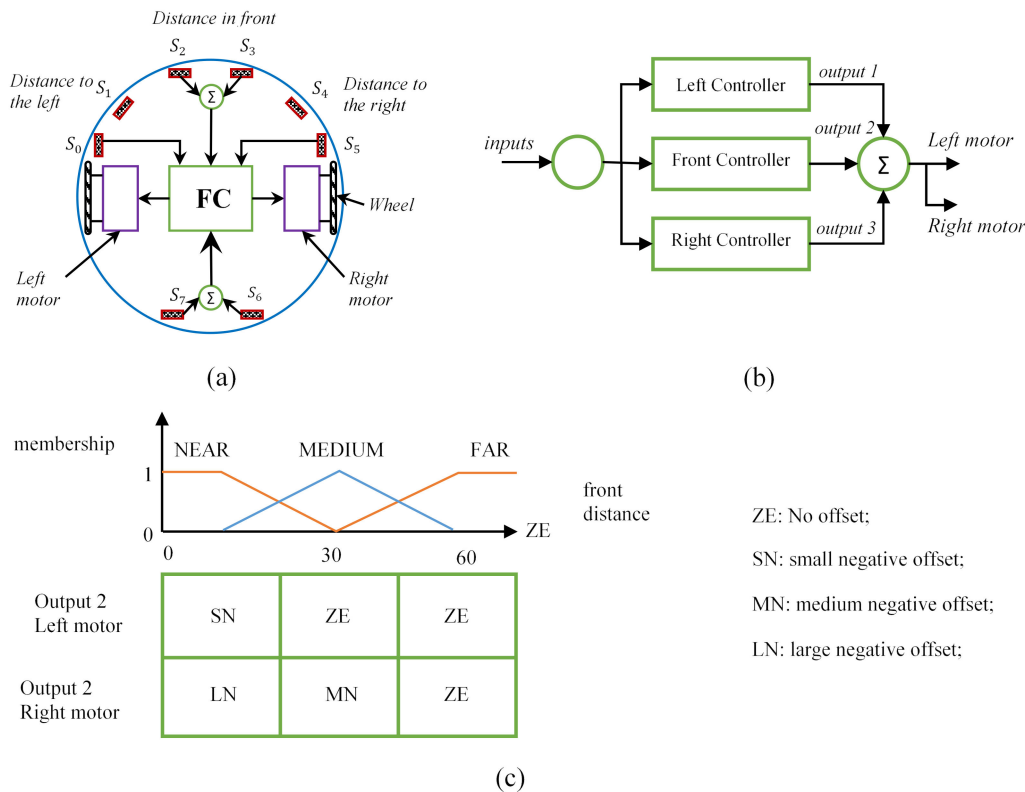 Distance in front
S₂
S₃
Distance to
the left
S₁
S₄
Distance to
the right
Σ
S₀
S₅
FC
Wheel
Left
motor
Right
motor
S₇
Σ
S₆
(a)
Left Controller
output 1
inputs
Front Controller
output 2
Σ
Left motor
Right motor
Right Controller
output 3
(b)
membership
NEAR
MEDIUM
FAR
1
0
ZE
0
30
60
front
distance
Output 2
Left motor
SN
ZE
ZE
Output 2
Right motor
LN
MN
ZE
ZE: No offset;
SN: small negative offset;
MN: medium negative offset;
LN: large negative offset;
(c)